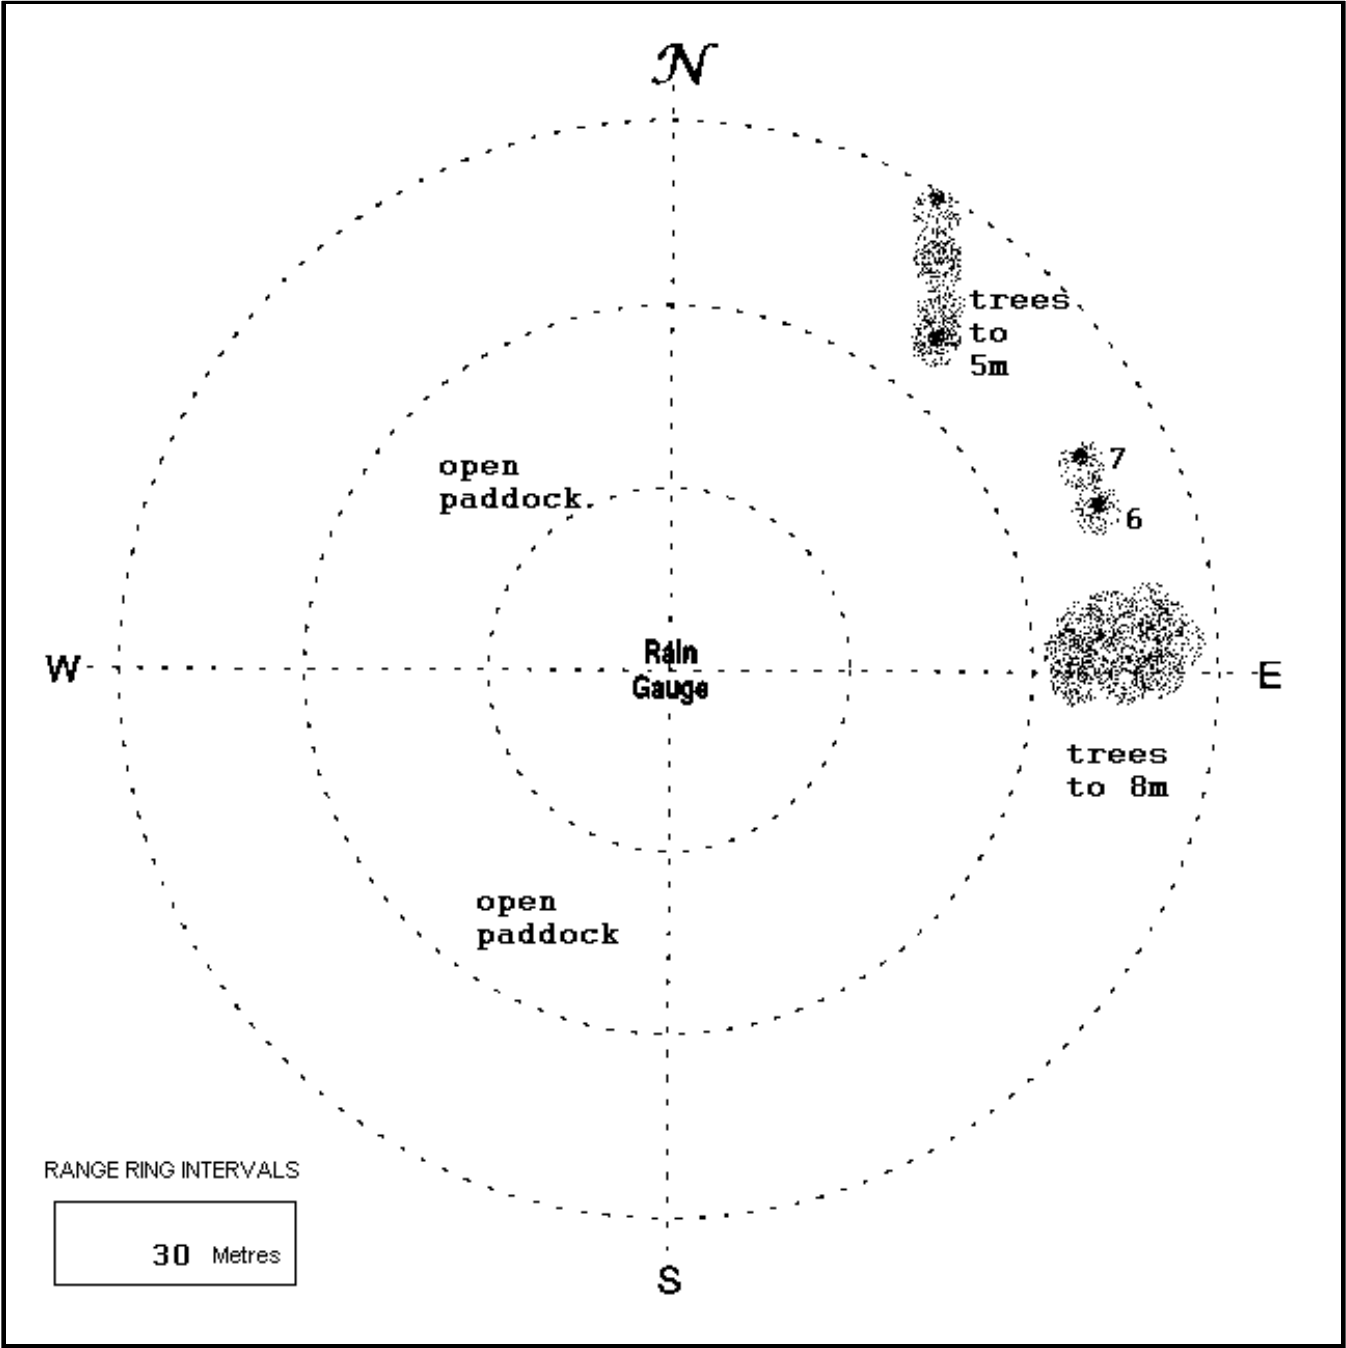 N
trees
to
5m
open
paddock
7
6
Rain
Gauge
W
E
trees
to 8m
open
paddock
RANGE RING INTERVALS
30 Metres
S